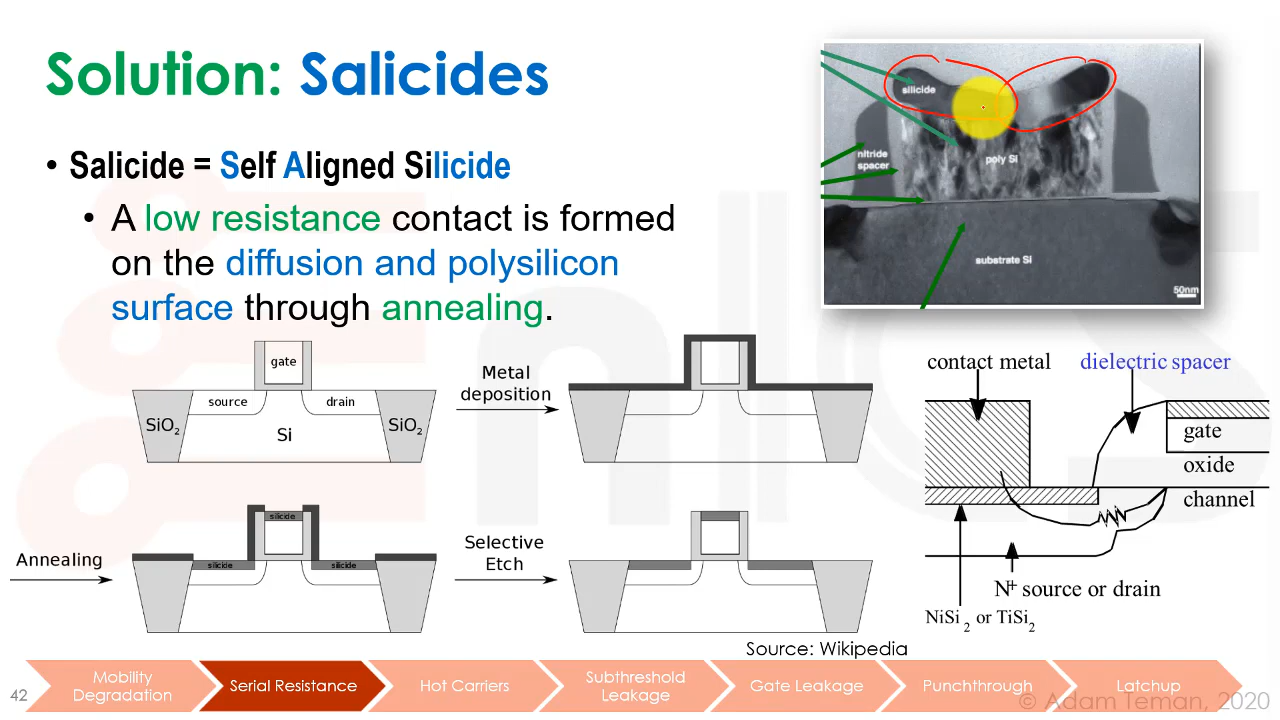 Solution: Salicides
• Salicide = Self Aligned Silicide
• A low resistance contact is formed
on the diffusion and polysilicon
surface through annealing.
silicide
nitride
spacer
poly Si
substrate Si
50nm
gate
source
drain
SiO2
Si
SiO2
Metal
deposition
Annealing
silicide
silicide
silicide
Selective
Etch
contact metal
dielectric spacer
gate
oxide
channel
N+ source or drain
NiSi2 or TiSi2
Source: Wikipedia
42
Mobility
Degradation
Serial Resistance
Hot Carriers
Subthreshold
Leakage
Gate Leakage
Punchthrough
Latchup
© Adam Teman, 2020